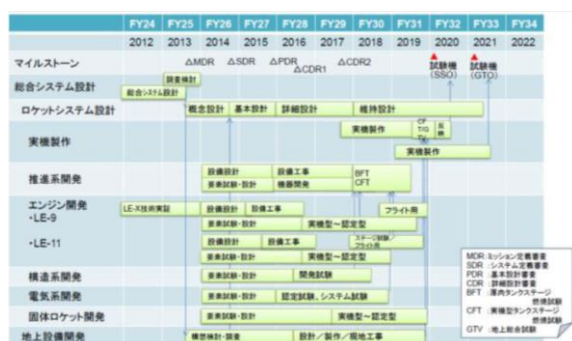 FY24 FY25 FY26 FY27 FY28 FY29 FY30 FY31 FY32 FY33 FY34
2012 2013 2014 2015 2016 2017 2018 2019 2020 2021 2022
マイルストーン △MDR △SDR △PDR △CDR1 △CDR2 試験機 (SSO) 試験機 (GTO)
総合システム設計 総合システム設計
ロケットシステム設計 概念設計 基本設計 詳細設計 維持設計
実機製作 実機製作 CF
実機製作
推進系開発 設備設計 設備工事 BFT
要素試験・設計 機器開発 CFT
エンジン開発 LE-X技術実証 設備設計 設備工事 フライト用
・LE-9 要素試験・設計 実機型～認定型
・LE-11 設備設計 設備工事 ステージ試験/フライト用
要素試験・設計 実機型～認定型
構造系開発 要素試験・設計 開発試験
電気系開発 要素試験・設計 認定試験、システム試験
固体ロケット開発 要素試験・設計 実機型～認定型
地上設備開発 構想検討・調査 設計/製作/現地工事
MDR：ミッション定義審査
SDR：システム定義審査
PDR：基本設計審査
CDR：詳細設計審査
BFT：厚肉タンクステージ
燃焼試験
CFT：実機型タンクステージ
燃焼試験
GTV：地上総合試験